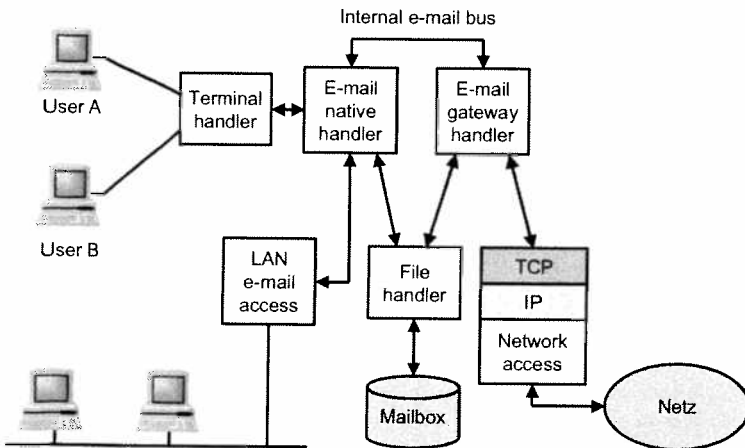 Internal e-mail bus
User A
Terminal
handler
E-mail
native
handler
E-mail
gateway
handler
User B
LAN
e-mail
access
File
handler
TCP
IP
Network
access
Mailbox
Netz